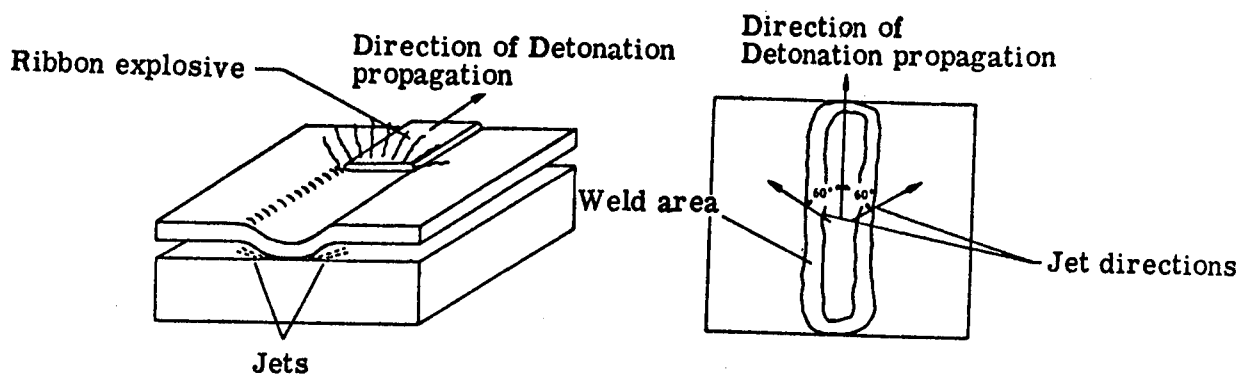 Ribbon explosive
Direction of Detonation
propagation
Jets
Direction of
Detonation propagation
Weld area
60° 60°
Jet directions